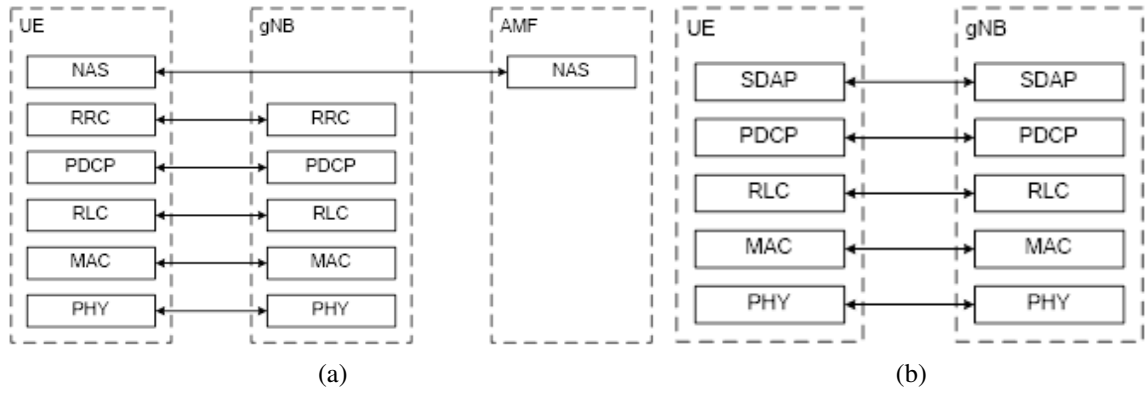 UE gNB AMF
NAS NAS
RRC RRC
PDCP PDCP
RLC RLC
MAC MAC
PHY PHY
(a)
UE gNB
SDAP SDAP
PDCP PDCP
RLC RLC
MAC MAC
PHY PHY
(b)